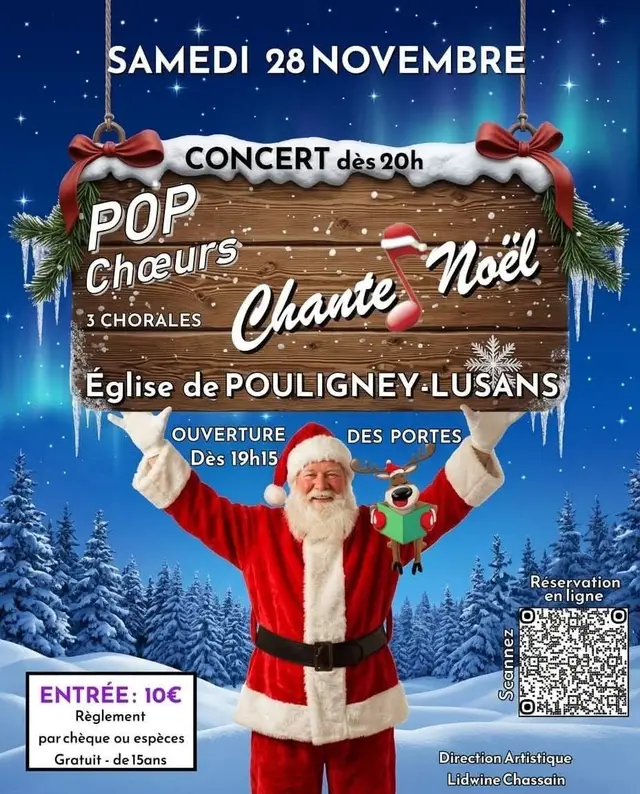 SAMEDI 28 NOVEMBRE
CONCERT dès 20h
POP
Chœurs
3 CHORALES
Chante Noël
Église de POULIGNEY-LUSANS
OUVERTURE DES PORTES
Dès 19h15
Réservation
en ligne
Scannez
ENTRÉE: 10€
Règlement
par chèque ou espèces
Gratuit - de 15ans
Direction Artistique
Lidwine Chassain